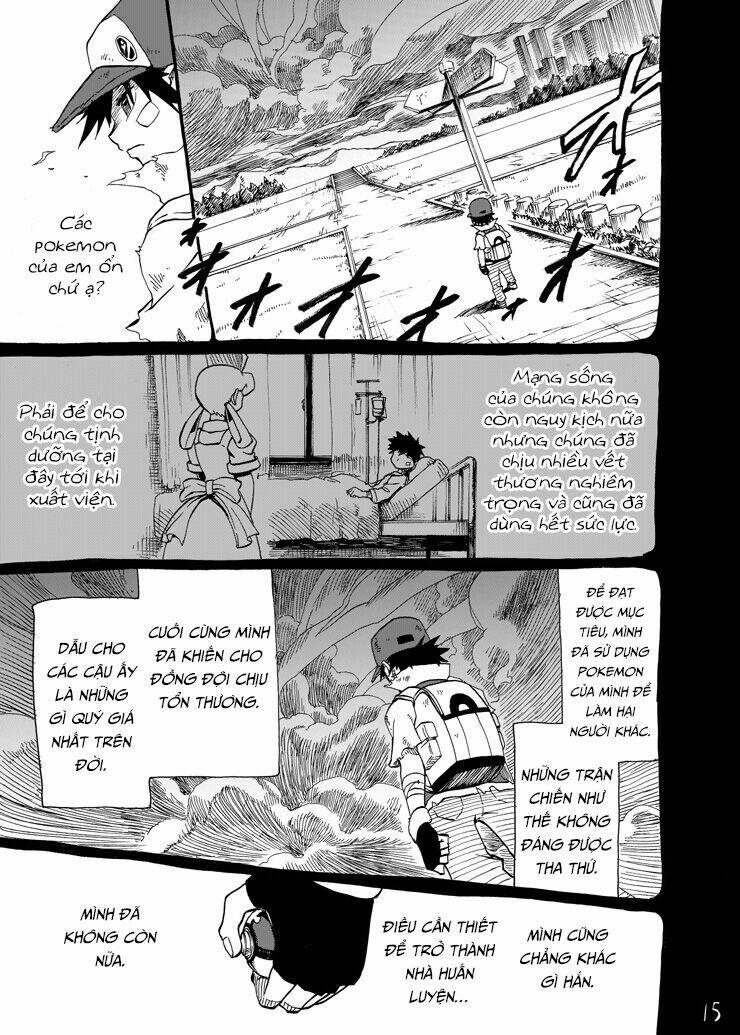 Các
pokemon
của em ổn
chứ ạ?
Mạng sống
của chúng không
còn nguy kịch nữa
nhưng chúng đã
chịu nhiều vết
thương nghiêm
trọng và cũng đã
dùng hết sức lực.
Phải để cho
chúng tịnh
dưỡng tại
đây tới khi
xuất viện.
ĐỂ ĐẠT
ĐƯỢC MỤC
TIÊU, MÌNH
ĐÃ SỬ DỤNG
POKEMON
CỦA MÌNH ĐỂ
LÀM HẠI
NGƯỜI KHÁC.
NHỮNG TRẬN
CHIẾN NHƯ
THẾ KHÔNG
ĐÁNG ĐƯỢC
THA THỨ.
CUỐI CÙNG MÌNH
ĐÃ KHIẾN CHO
ĐỒNG ĐỘI CHỊU
TỔN THƯƠNG.
DẪU CHO
CÁC CẬU ẤY
LÀ NHỮNG
GÌ QUÝ GIÁ
NHẤT TRÊN
ĐỜI.
MÌNH CŨNG
CHẲNG KHÁC
GÌ HẮN.
ĐIỀU CẦN THIẾT
ĐỂ TRỞ THÀNH
NHÀ HUẤN
LUYỆN...
MÌNH ĐÃ
KHÔNG CÒN
NỮA.
15